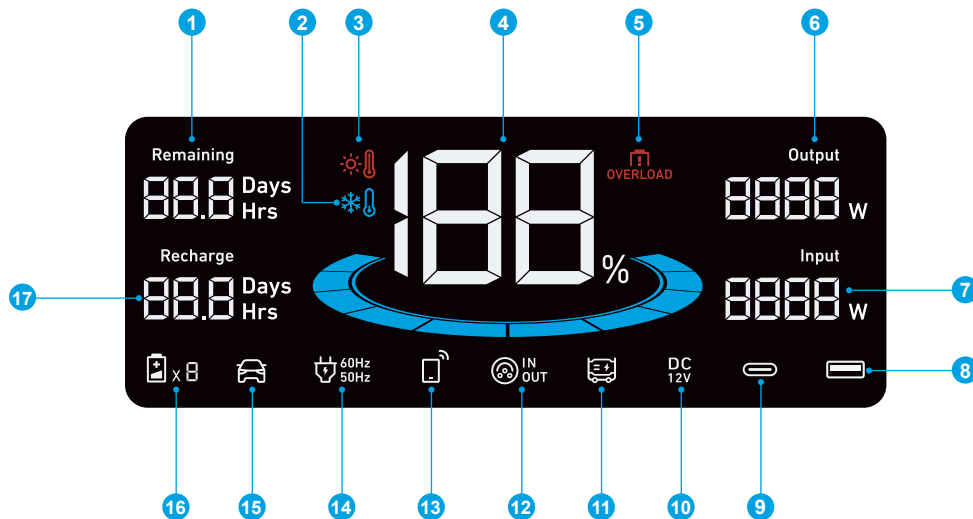 1
2
3
4
5
6
Remaining
88.8 Days
Hrs
188
%
OVERLOAD
Output
8888 W
Recharge
88.8 Days
Hrs
17
Input
8888 W
7
x 8
60Hz
50Hz
IN
OUT
DC
12V
8
16
15
14
13
12
11
10
9